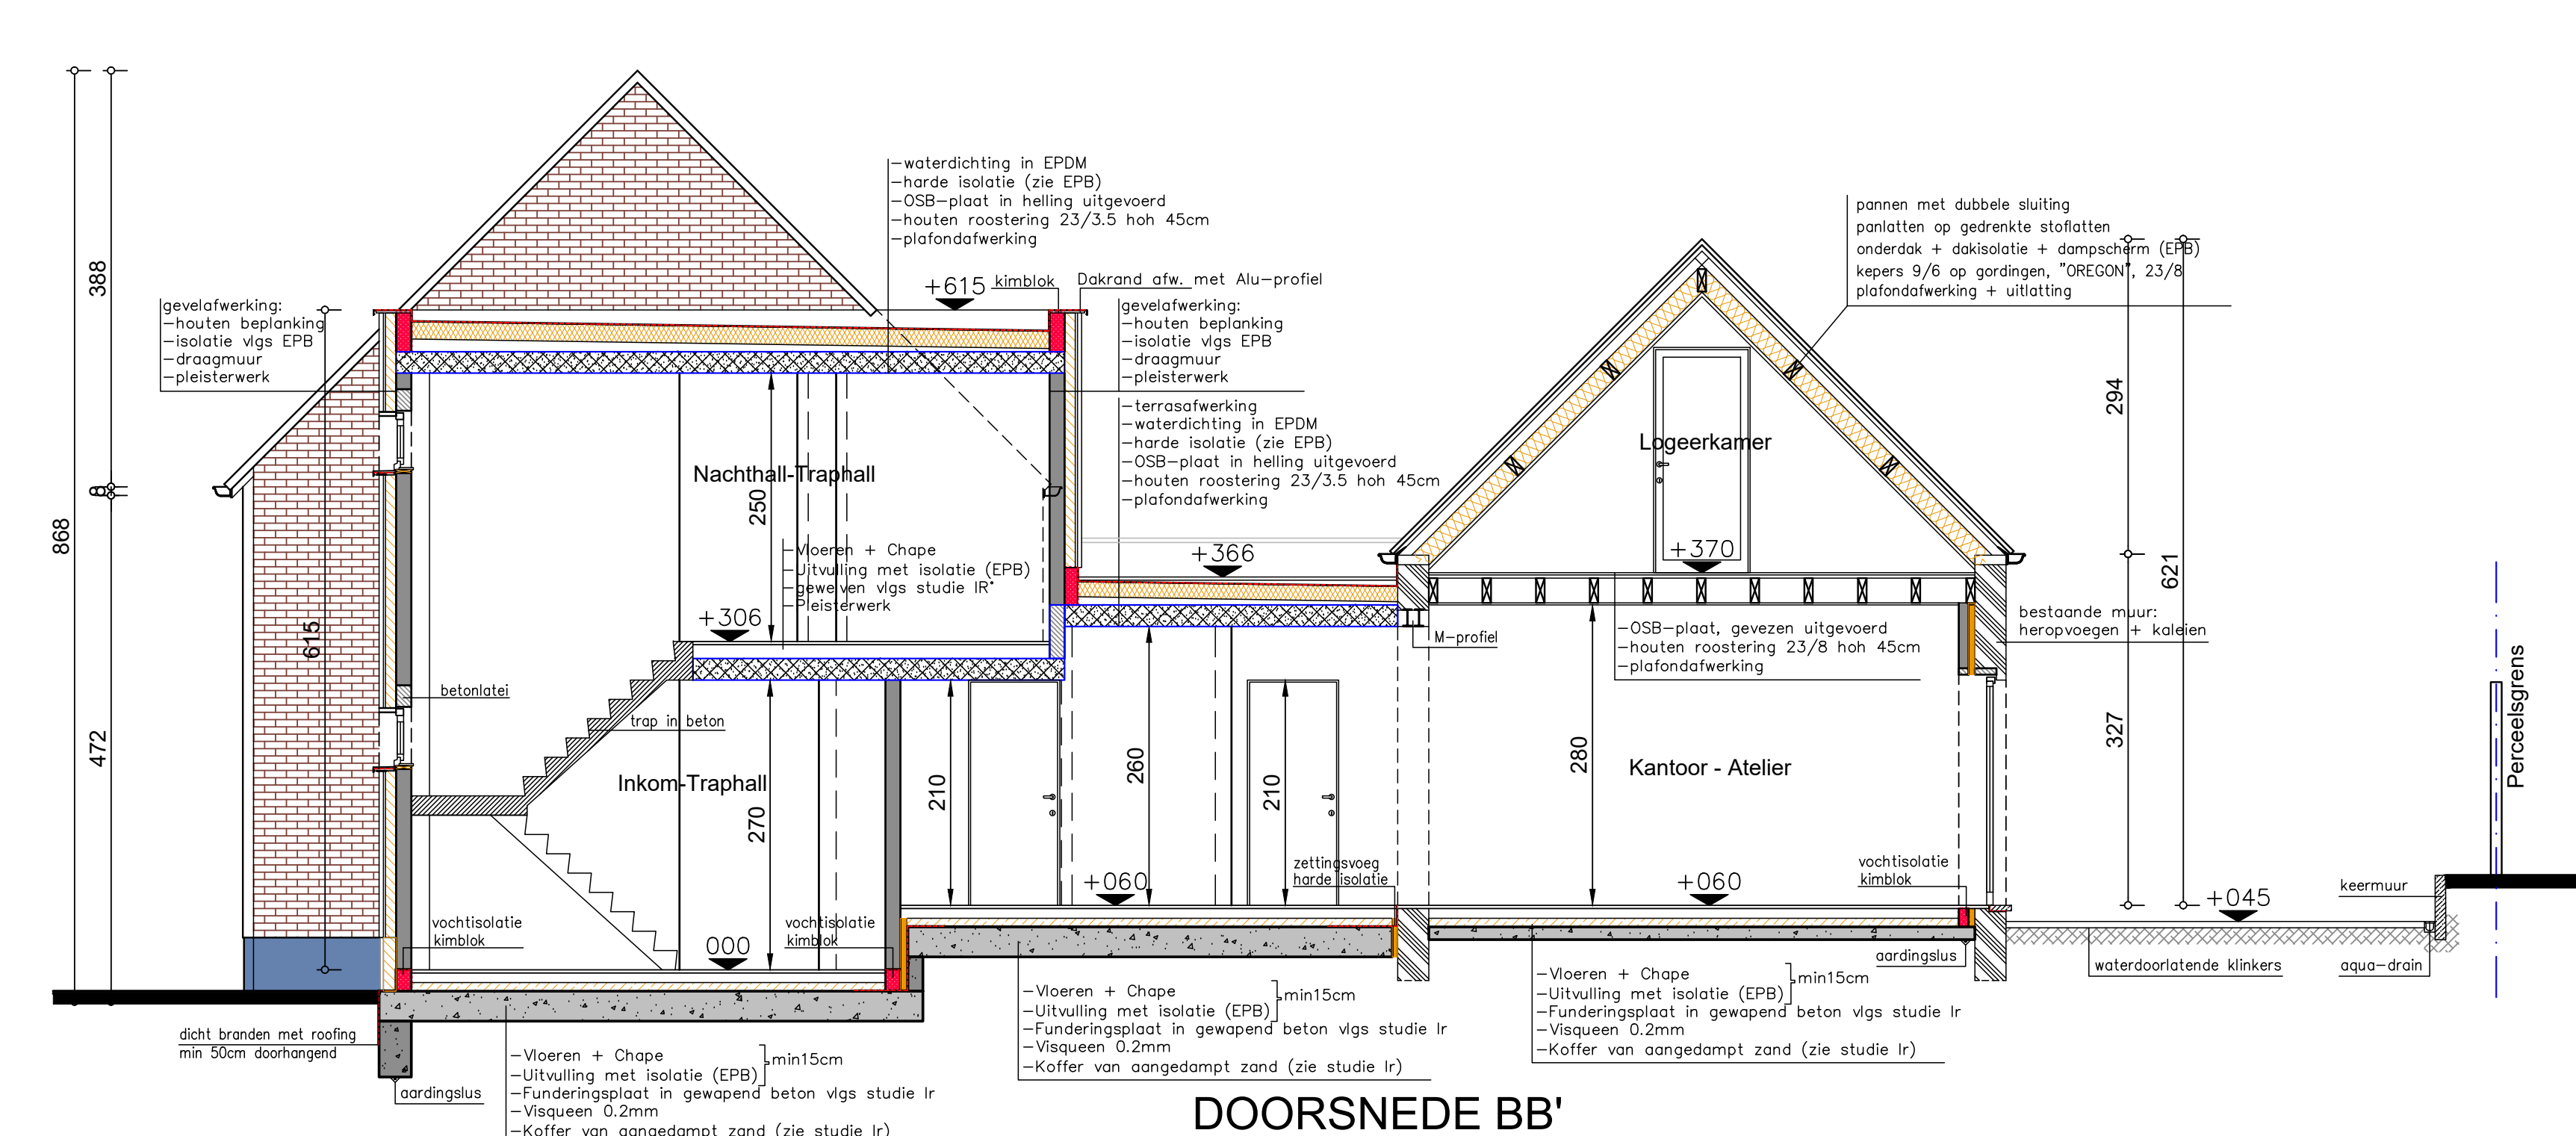 -waterdichting in EPDM
-harde isolatie (zie EPB)
-OSB-plaat in helling uitgevoerd
-houten roostering 23/3.5 hoh 45cm
-plafondafwerking
pannen met dubbele sluiting
panlatten op gedrenkte stoflatten
onderdak + dakisolatie + dampscherm (EPB)
kepers 9/6 op gordingen, "OREGON", 23/8
plafondafwerking + uitlatting
388
8
868
472
615
gevelafwerking:
-houten beplanking
-isolatie vlgs EPB
-draagmuur
-pleisterwerk
+615
kimblok
Dakrand afw. met Alu-profiel
gevelafwerking:
-houten beplanking
-isolatie vlgs EPB
-draagmuur
-pleisterwerk
-terrasafwerking
-waterdichting in EPDM
-harde isolatie (zie EPB)
-OSB-plaat in helling uitgevoerd
-houten roostering 23/3.5 hoh 45cm
-plafondafwerking
Nachthall-Traphall
250
-Vloeren + Chape
-Uitvulling met isolatie (EPB)
-gewelven vlgs studie IR*
-Pleisterwerk
+306
+366
Logeerkamer
+370
294
621
327
bestaande muur:
heropvoegen + kaleien
M-profiel
-OSB-plaat, gevezen uitgevoerd
-houten roostering 23/8 hoh 45cm
-plafondafwerking
betonlatei
trap in beton
Inkom-Traphall
270
210
260
210
280
Kantoor - Atelier
Perceelsgrens
zettingsvoeg
harde isolatie
vochtisolatie
kimblok
+060
+060
+045
keermuur
vochtisolatie
kimblok
vochtisolatie
kimblok
000
aardingslus
waterdoorlatende klinkers
aqua-drain
dicht branden met roofing
min 50cm doorhangend
aardingslus
-Vloeren + Chape
-Uitvulling met isolatie (EPB)
min15cm
-Funderingsplaat in gewapend beton vlgs studie Ir
-Visqueen 0.2mm
-Koffer van aangedampt zand (zie studie Ir)
-Vloeren + Chape
-Uitvulling met isolatie (EPB)
min15cm
-Funderingsplaat in gewapend beton vlgs studie Ir
-Visqueen 0.2mm
-Koffer van aangedampt zand (zie studie Ir)
-Vloeren + Chape
-Uitvulling met isolatie (EPB)
min15cm
-Funderingsplaat in gewapend beton vlgs studie Ir
-Visqueen 0.2mm
-Koffer van aangedampt zand (zie studie Ir)
DOORSNEDE BB'